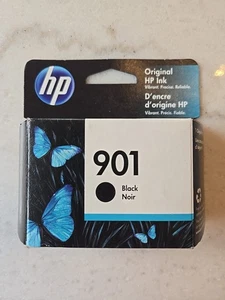 hp
Original
HP Ink
Vibrant. Precise. Reliable.
D'encre
d'origine HP
Vibrant. Précis. Fiable.
901
Black
Noir